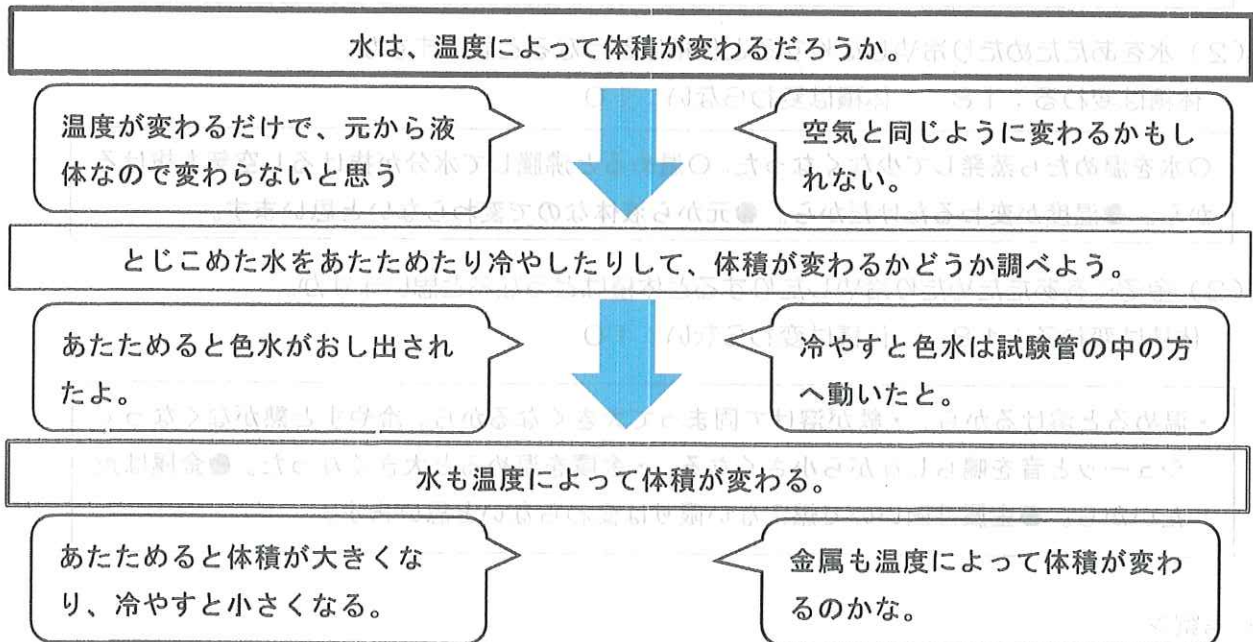 水は、温度によって体積が変わるだろうか。
温度が変わるだけで、元から液
体なので変わらないと思う
空気と同じように変わるかもし
れない。
とじこめた水をあたためたり冷やしたりして、体積が変わるかどうか調べよう。
あたためると色水がおし出され
たよ。
冷やすと色水は試験管の中の方
へ動いたと。
水も温度によって体積が変わる。
あたためると体積が大きくな
り、冷やすと小さくなる。
金属も温度によって体積が変わ
るのかな。